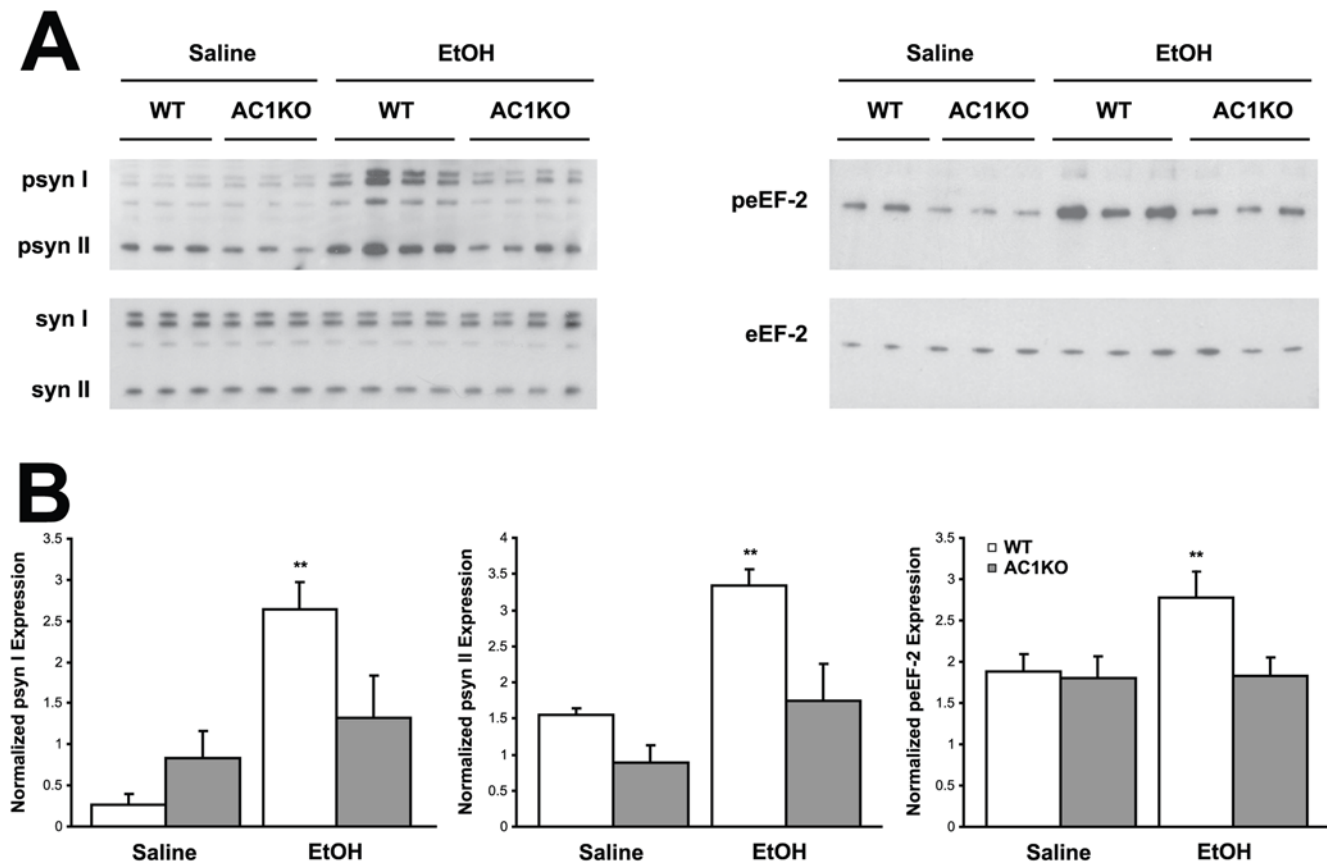 A
Saline EtOH
WT AC1KO WT AC1KO
psyn I
psyn II
syn I
syn II
Saline EtOH
WT AC1KO WT AC1KO
peEF-2
eEF-2
B
Normalized psyn I Expression
3.5
3
2.5
2
1.5
1
0.5
0
**
Saline EtOH
Normalized psyn II Expression
4
3.5
3
2.5
2
1.5
1
0.5
0
**
Saline EtOH
Normalized peEF-2 Expression
3.5
3
2.5
2
1.5
1
0.5
0
WT
AC1KO
**
Saline EtOH